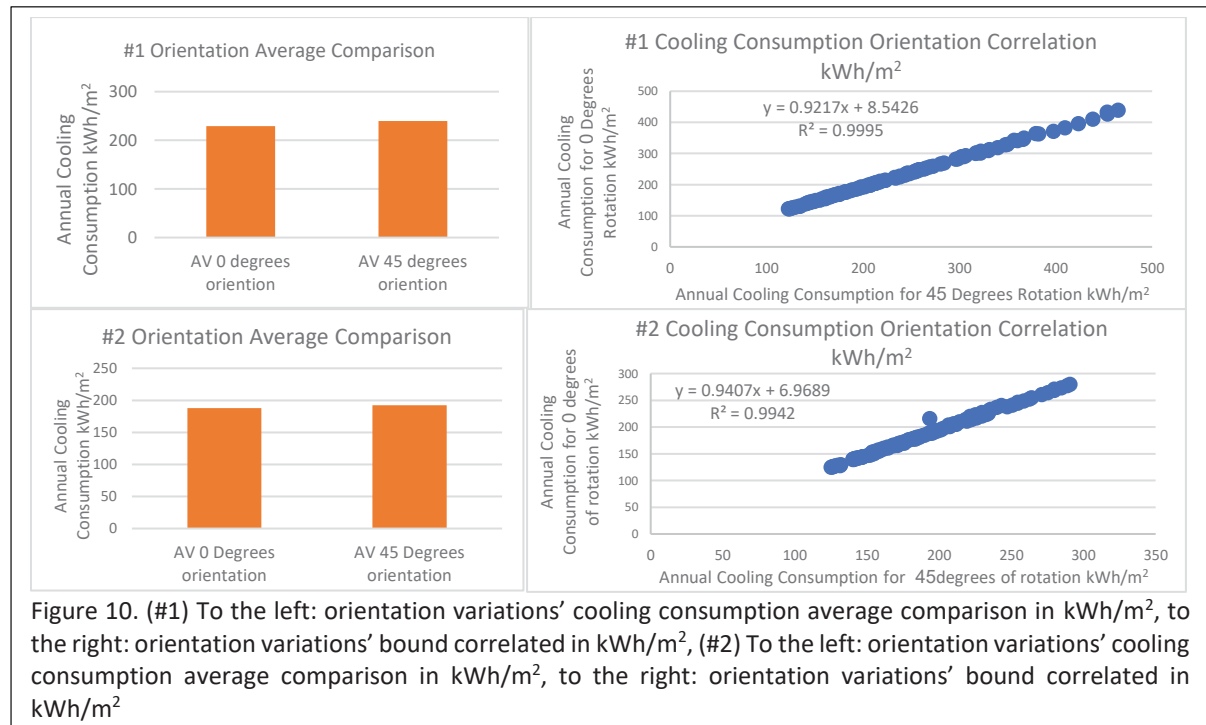 #1 Orientation Average Comparison
Annual Cooling
Consumption kWh/m²
300
200
100
0
AV 0 degrees
oriention
AV 45 degrees
oriention
#1 Cooling Consumption Orientation Correlation
kWh/m²
Annual Cooling
Consumption for 0 Degrees
Rotation kWh/m²
y = 0.9217x + 8.5426
R² = 0.9995
500
400
300
200
100
0
0 100 200 300 400 500
Annual Cooling Consumption for 45 Degrees Rotation kWh/m²
#2 Orientation Average Comparison
Annual Cooling
Consumption kWh/m²
250
200
150
100
50
0
AV 0 Degrees
orientation
AV 45 Degrees
orientation
#2 Cooling Consumption Orientation Correlation
kWh/m²
Annual Cooling
Consumption for 0 degrees
of rotation kWh/m²
y = 0.9407x + 6.9689
R² = 0.9942
300
250
200
150
100
50
0
0 50 100 150 200 250 300 350
Annual Cooling Consumption for 45degrees of rotation kWh/m²
Figure 10. (#1) To the left: orientation variations’ cooling consumption average comparison in kWh/m², to
the right: orientation variations’ bound correlated in kWh/m², (#2) To the left: orientation variations’ cooling
consumption average comparison in kWh/m², to the right: orientation variations’ bound correlated in
kWh/m²